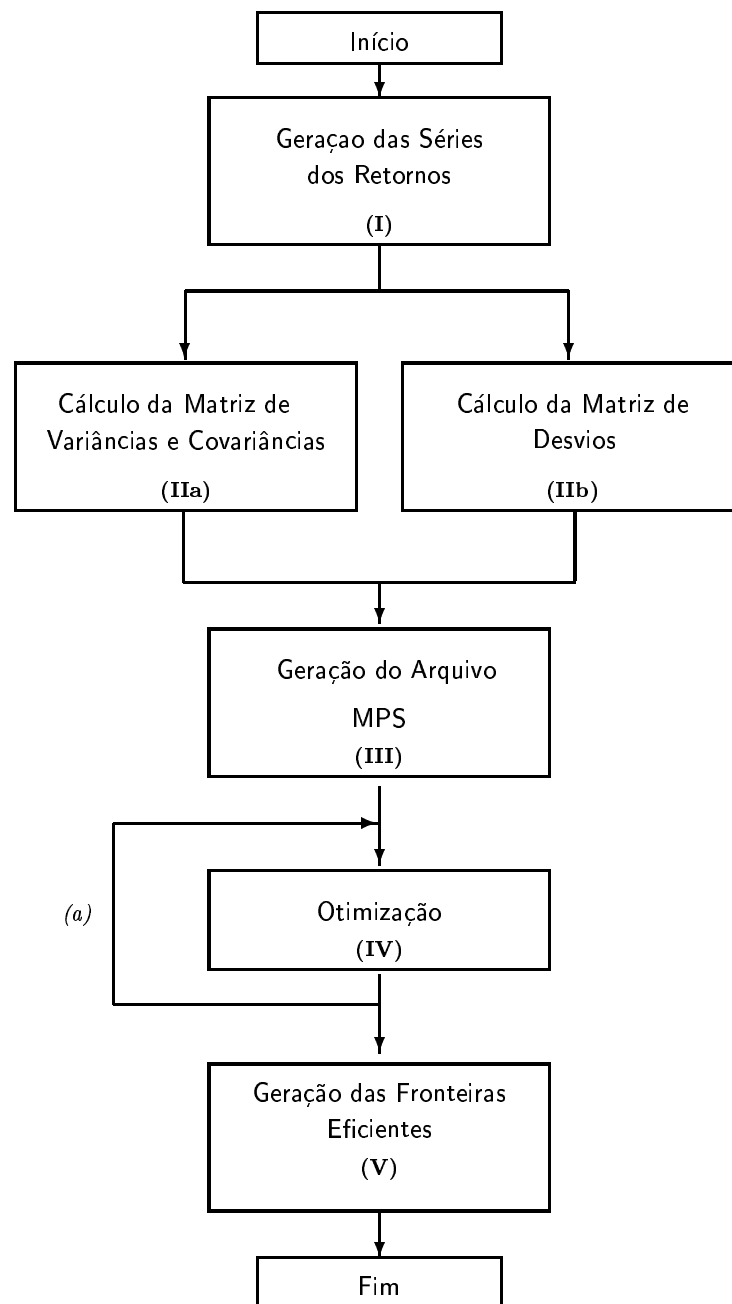 Início
Geraçao das Séries
dos Retornos
(I)
Cálculo da Matriz de
Variâncias e Covariâncias
(IIa)
Cálculo da Matriz de
Desvios
(IIb)
Geração do Arquivo
MPS
(III)
(a)
Otimização
(IV)
Geração das Fronteiras
Eficientes
(V)
Fim